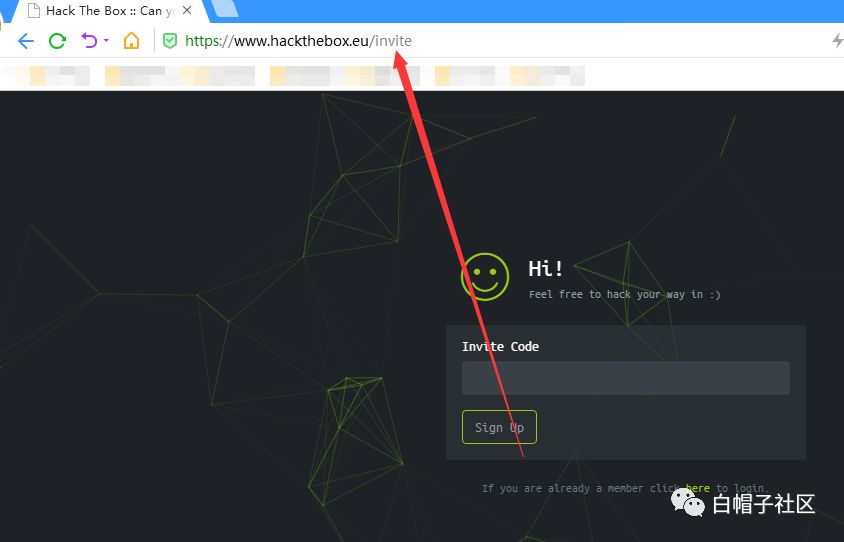 Hack The Box :: Can yo
https://www.hackthebox.eu/invite
Hi!
Feel free to hack your way in :)
Invite Code
Sign Up
If you are already a member click here to login.
白帽子社区